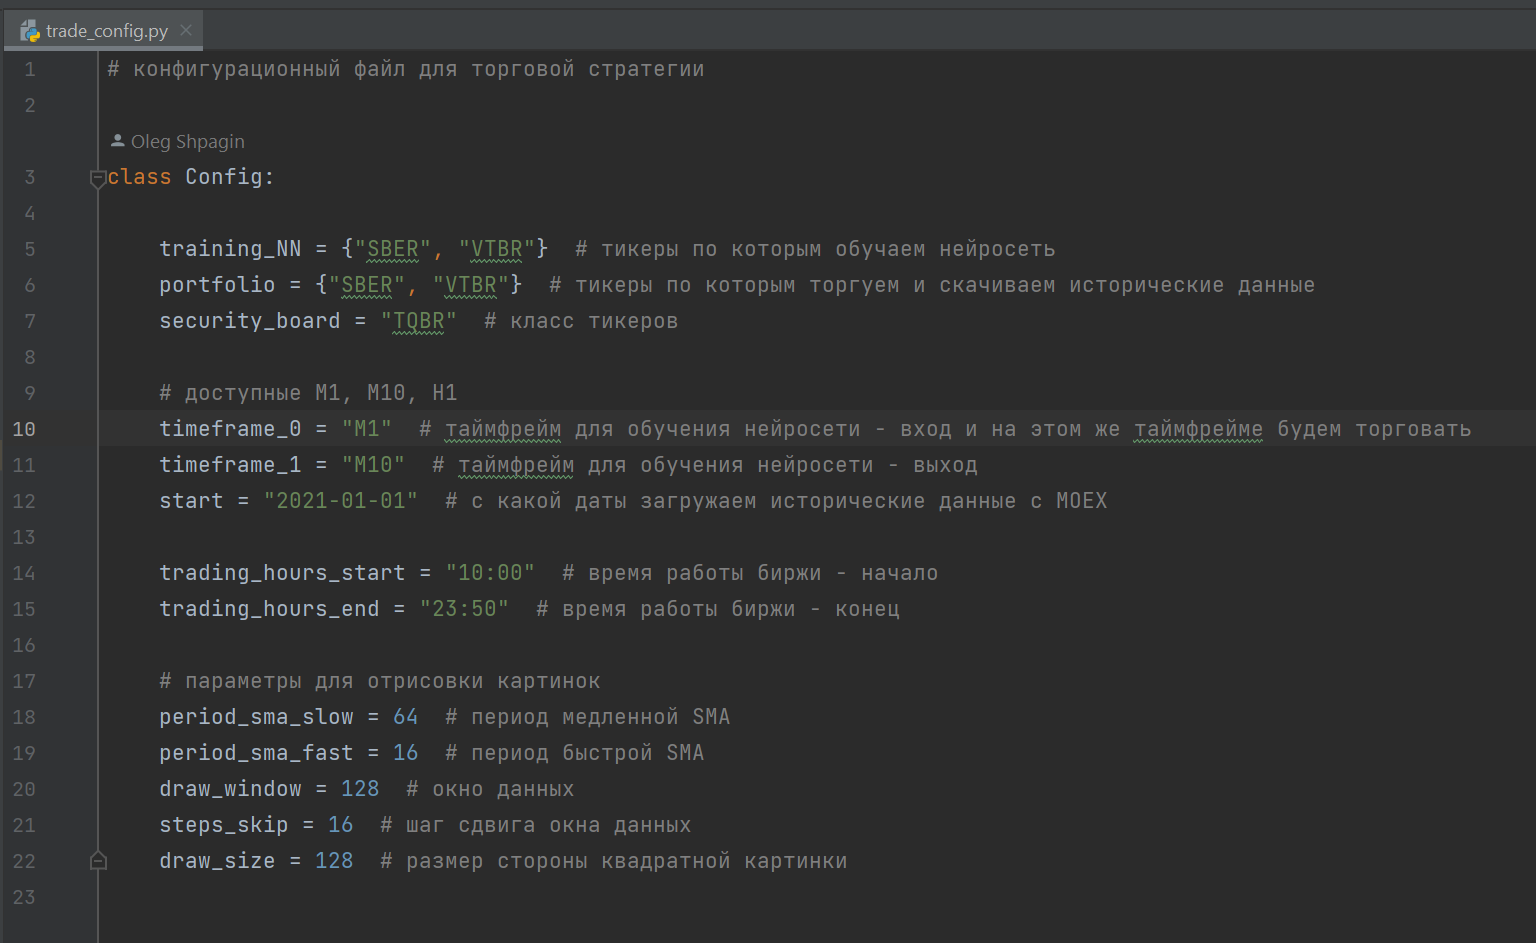 trade_config.py
1 # конфигурационный файл для торговой стратегии
2
Oleg Shpagin
3 class Config:
4
5 training_NN = {"SBER", "VTBR"}  # тикеры по которым обучаем нейросеть
6 portfolio = {"SBER", "VTBR"}  # тикеры по которым торгуем и скачиваем исторические данные
7 security_board = "TQBR"  # класс тикеров
8
9 # доступные M1, M10, H1
10 timeframe_0 = "M1"  # таймфрейм для обучения нейросети - вход и на этом же таймфрейме будем торговать
11 timeframe_1 = "M10"  # таймфрейм для обучения нейросети - выход
12 start = "2021-01-01"  # с какой даты загружаем исторические данные с MOEX
13
14 trading_hours_start = "10:00"  # время работы биржи - начало
15 trading_hours_end = "23:50"  # время работы биржи - конец
16
17 # параметры для отрисовки картинок
18 period_sma_slow = 64  # период медленной SMA
19 period_sma_fast = 16  # период быстрой SMA
20 draw_window = 128  # окно данных
21 steps_skip = 16  # шаг сдвига окна данных
22 draw_size = 128  # размер стороны квадратной картинки
23